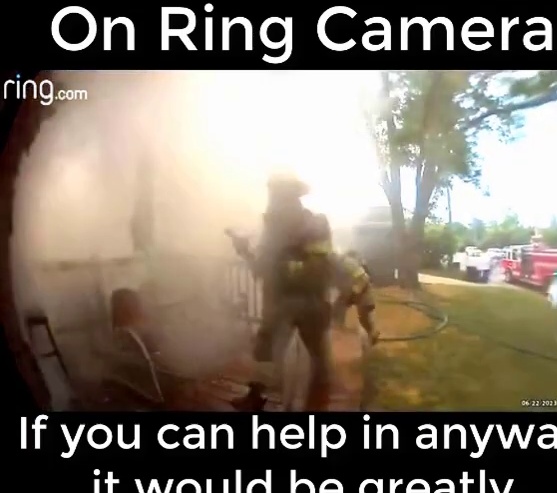 On Ring Camera
ring.com
06-22-2023
If you can help in anywa
it would be greatly